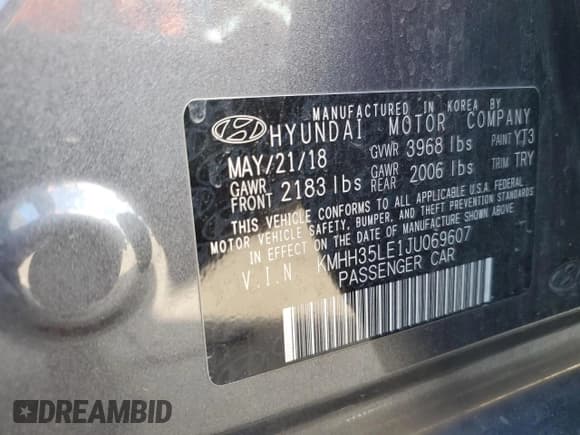 MANUFACTURED IN KOREA BY
HYUNDAI MOTOR COMPANY
MAY/21/18 GVWR 3968 lbs PAINT YT3
GAWR FRONT 2183 lbs GAWR REAR 2006 lbs TRIM TRY
THIS VEHICLE CONFORMS TO ALL APPLICABLE U.S.A. FEDERAL
MOTOR VEHICLE SAFETY, BUMPER, AND THEFT PREVENTION STANDARDS
IN EFFECT ON THE DATE OF MANUFACTURE SHOWN ABOVE.
V.I.N. KMHH35LE1JU069607
PASSENGER CAR
DREAMBID